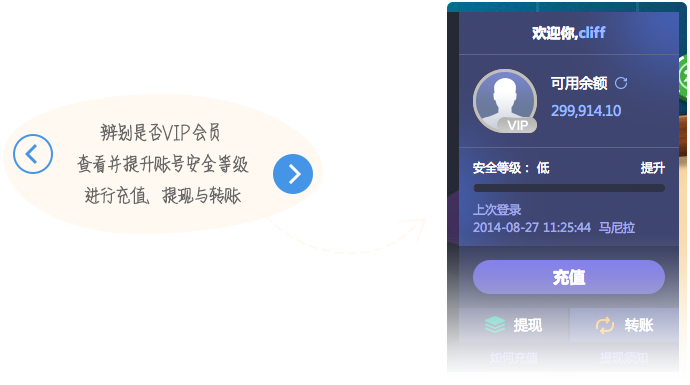 辨别是否VIP会员
查看并提升账号安全等级
进行充值、提现与转账
欢迎你,cliff
可用余额
299,914.10
VIP
安全等级： 低 提升
上次登录
2014-08-27 11:25:44 马尼拉
充值
提现 转账
如何充值 提现须知